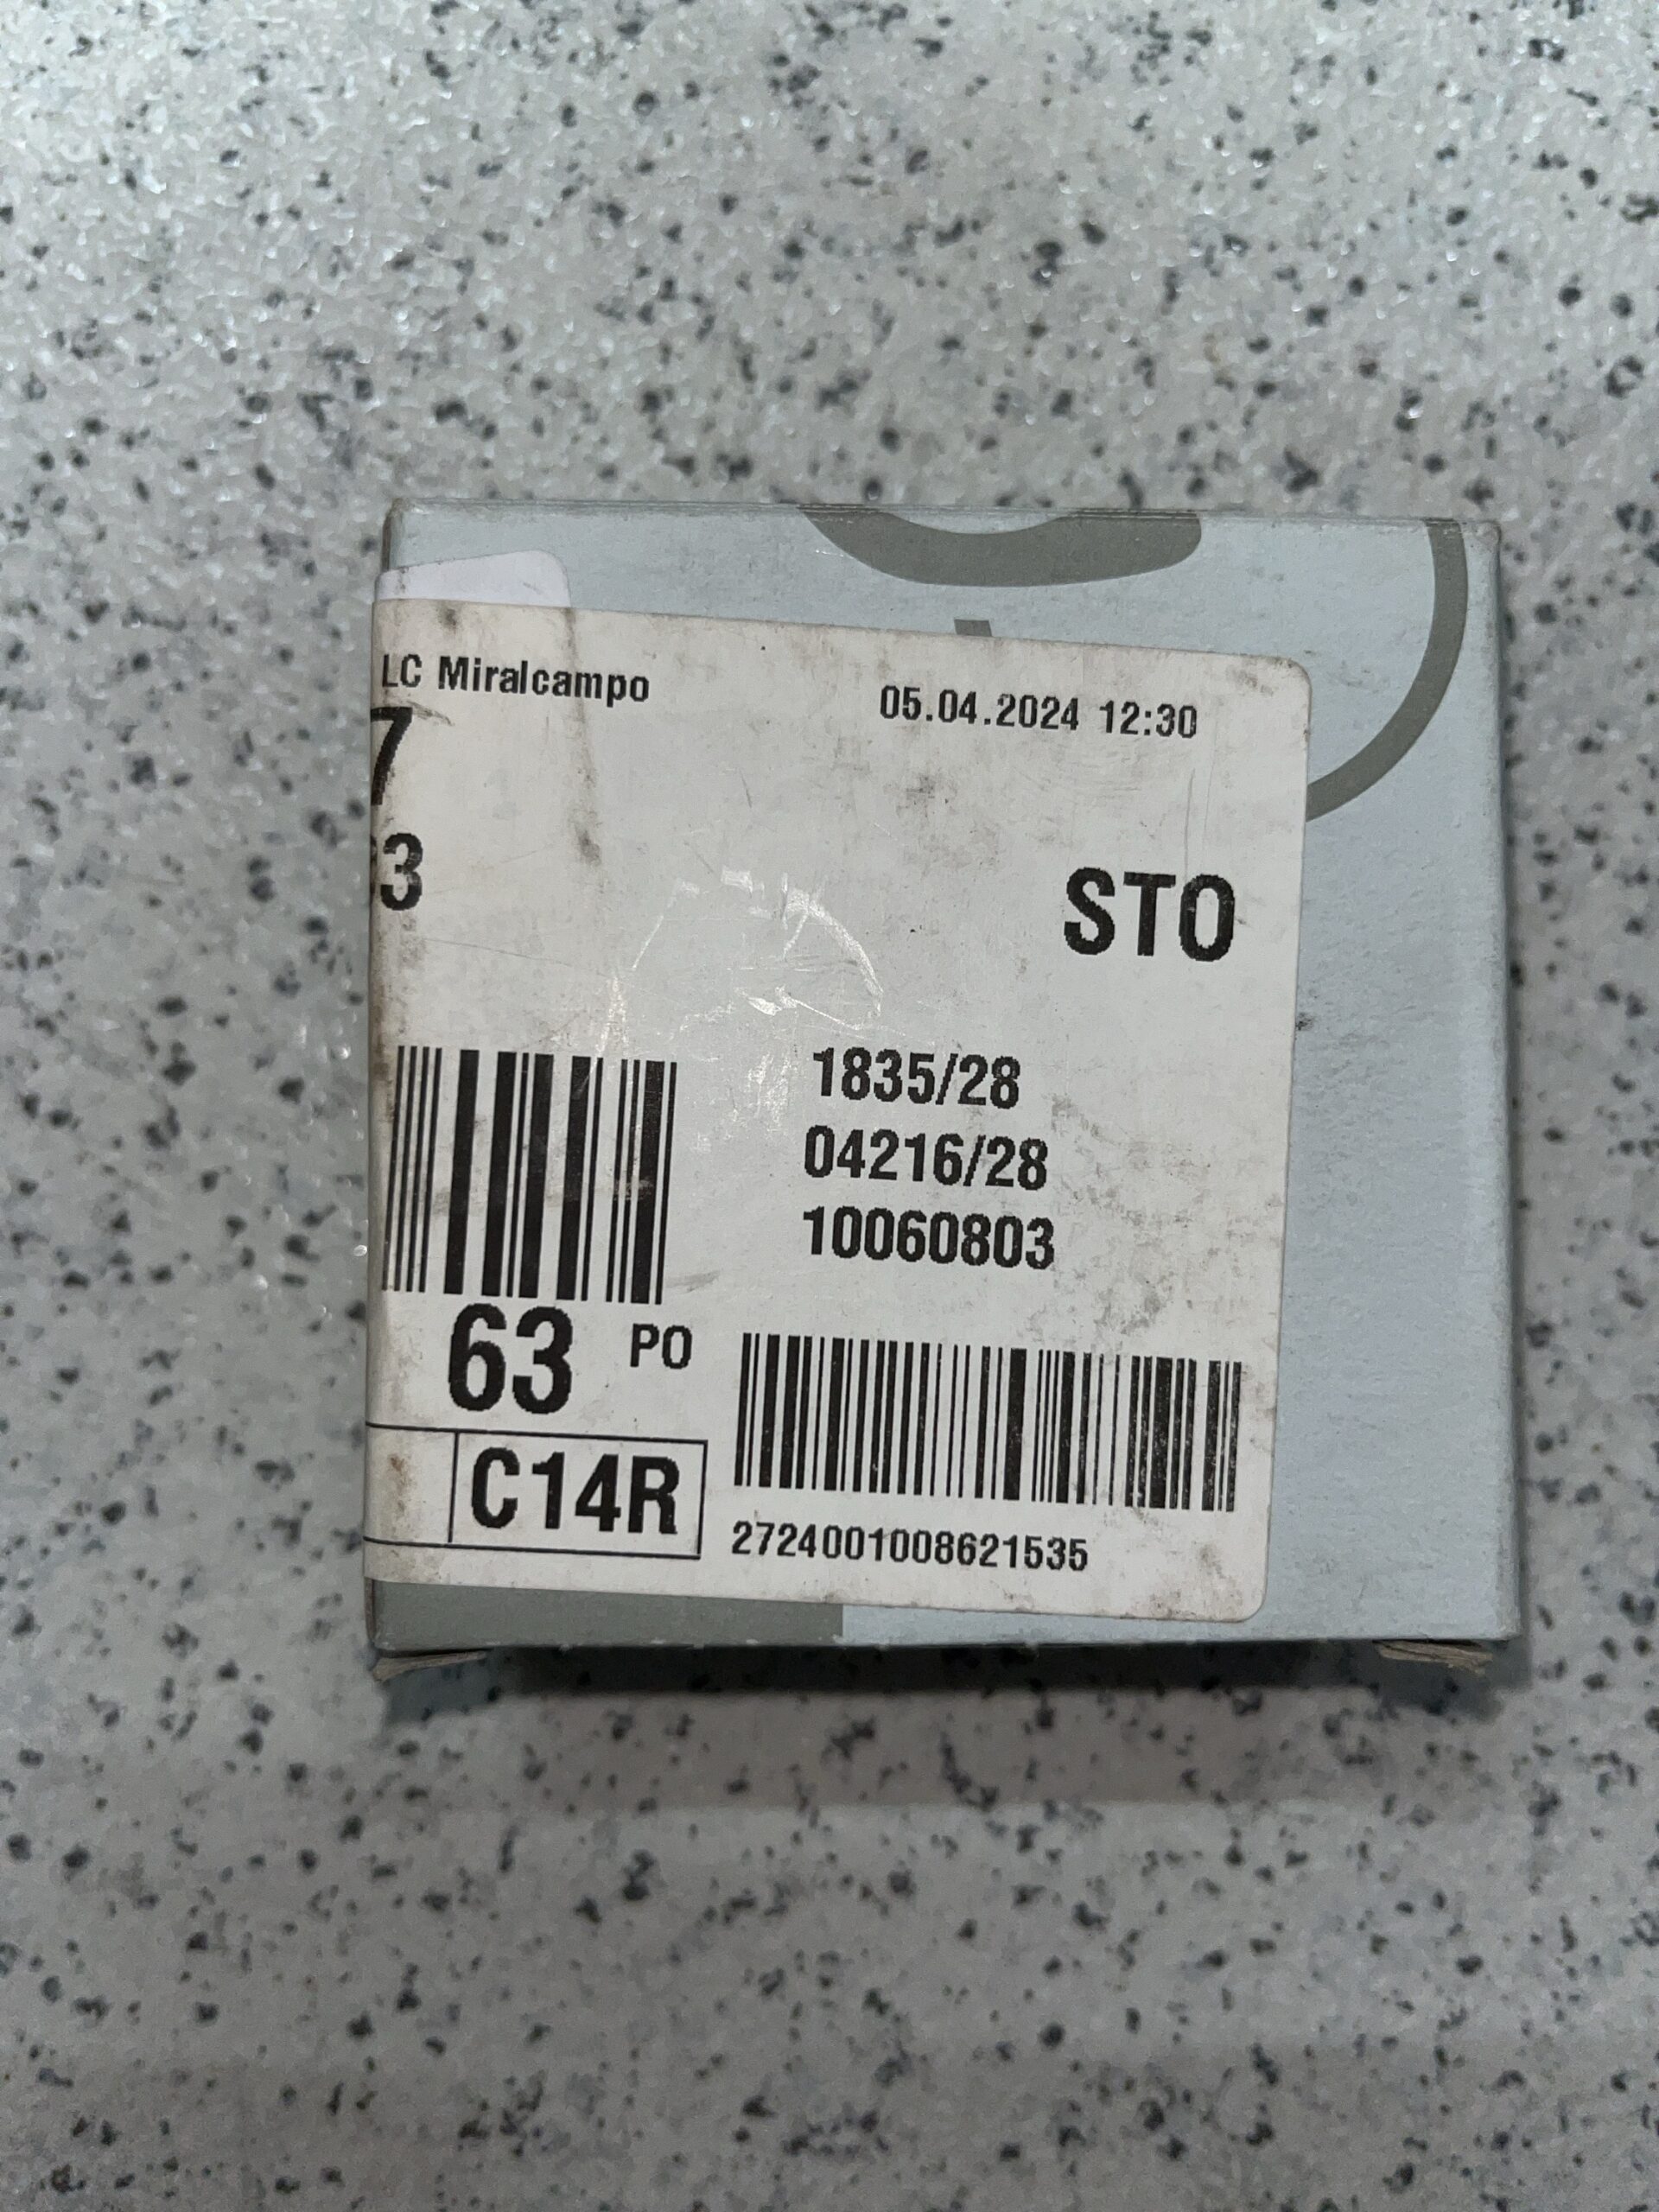 LC Miralcampo 05.04.2024 12:30
7
3
STO
1835/28
04216/28
10060803
63 PO
C14R
2724001008621535